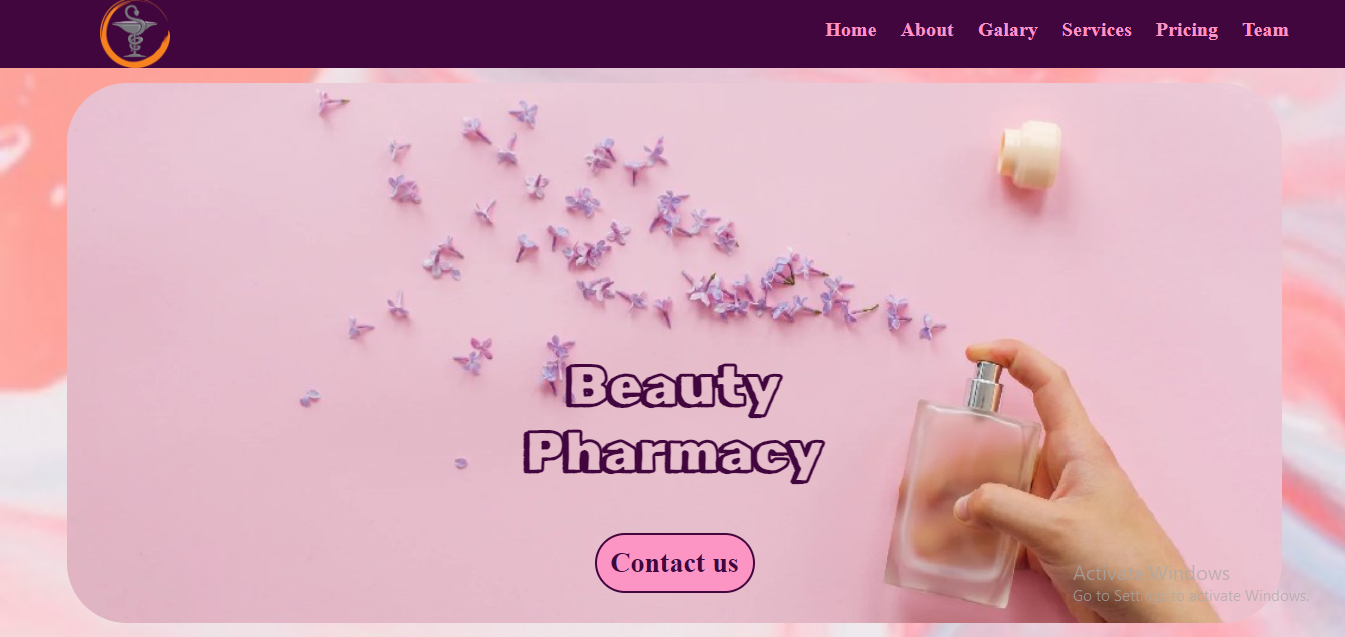 Home About Galary Services Pricing Team
Beauty
Pharmacy
Contact us
Activate Windows
Go to Settings to activate Windows.